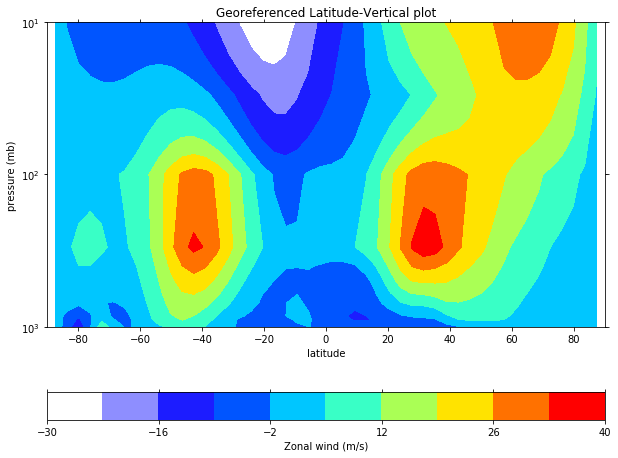 Georeferenced Latitude-Vertical plot
10¹
10²
10³
pressure (mb)
−80 −60 −40 −20 0 20 40 60 80
latitude
−30 −16 −2 12 26 40
Zonal wind (m/s)